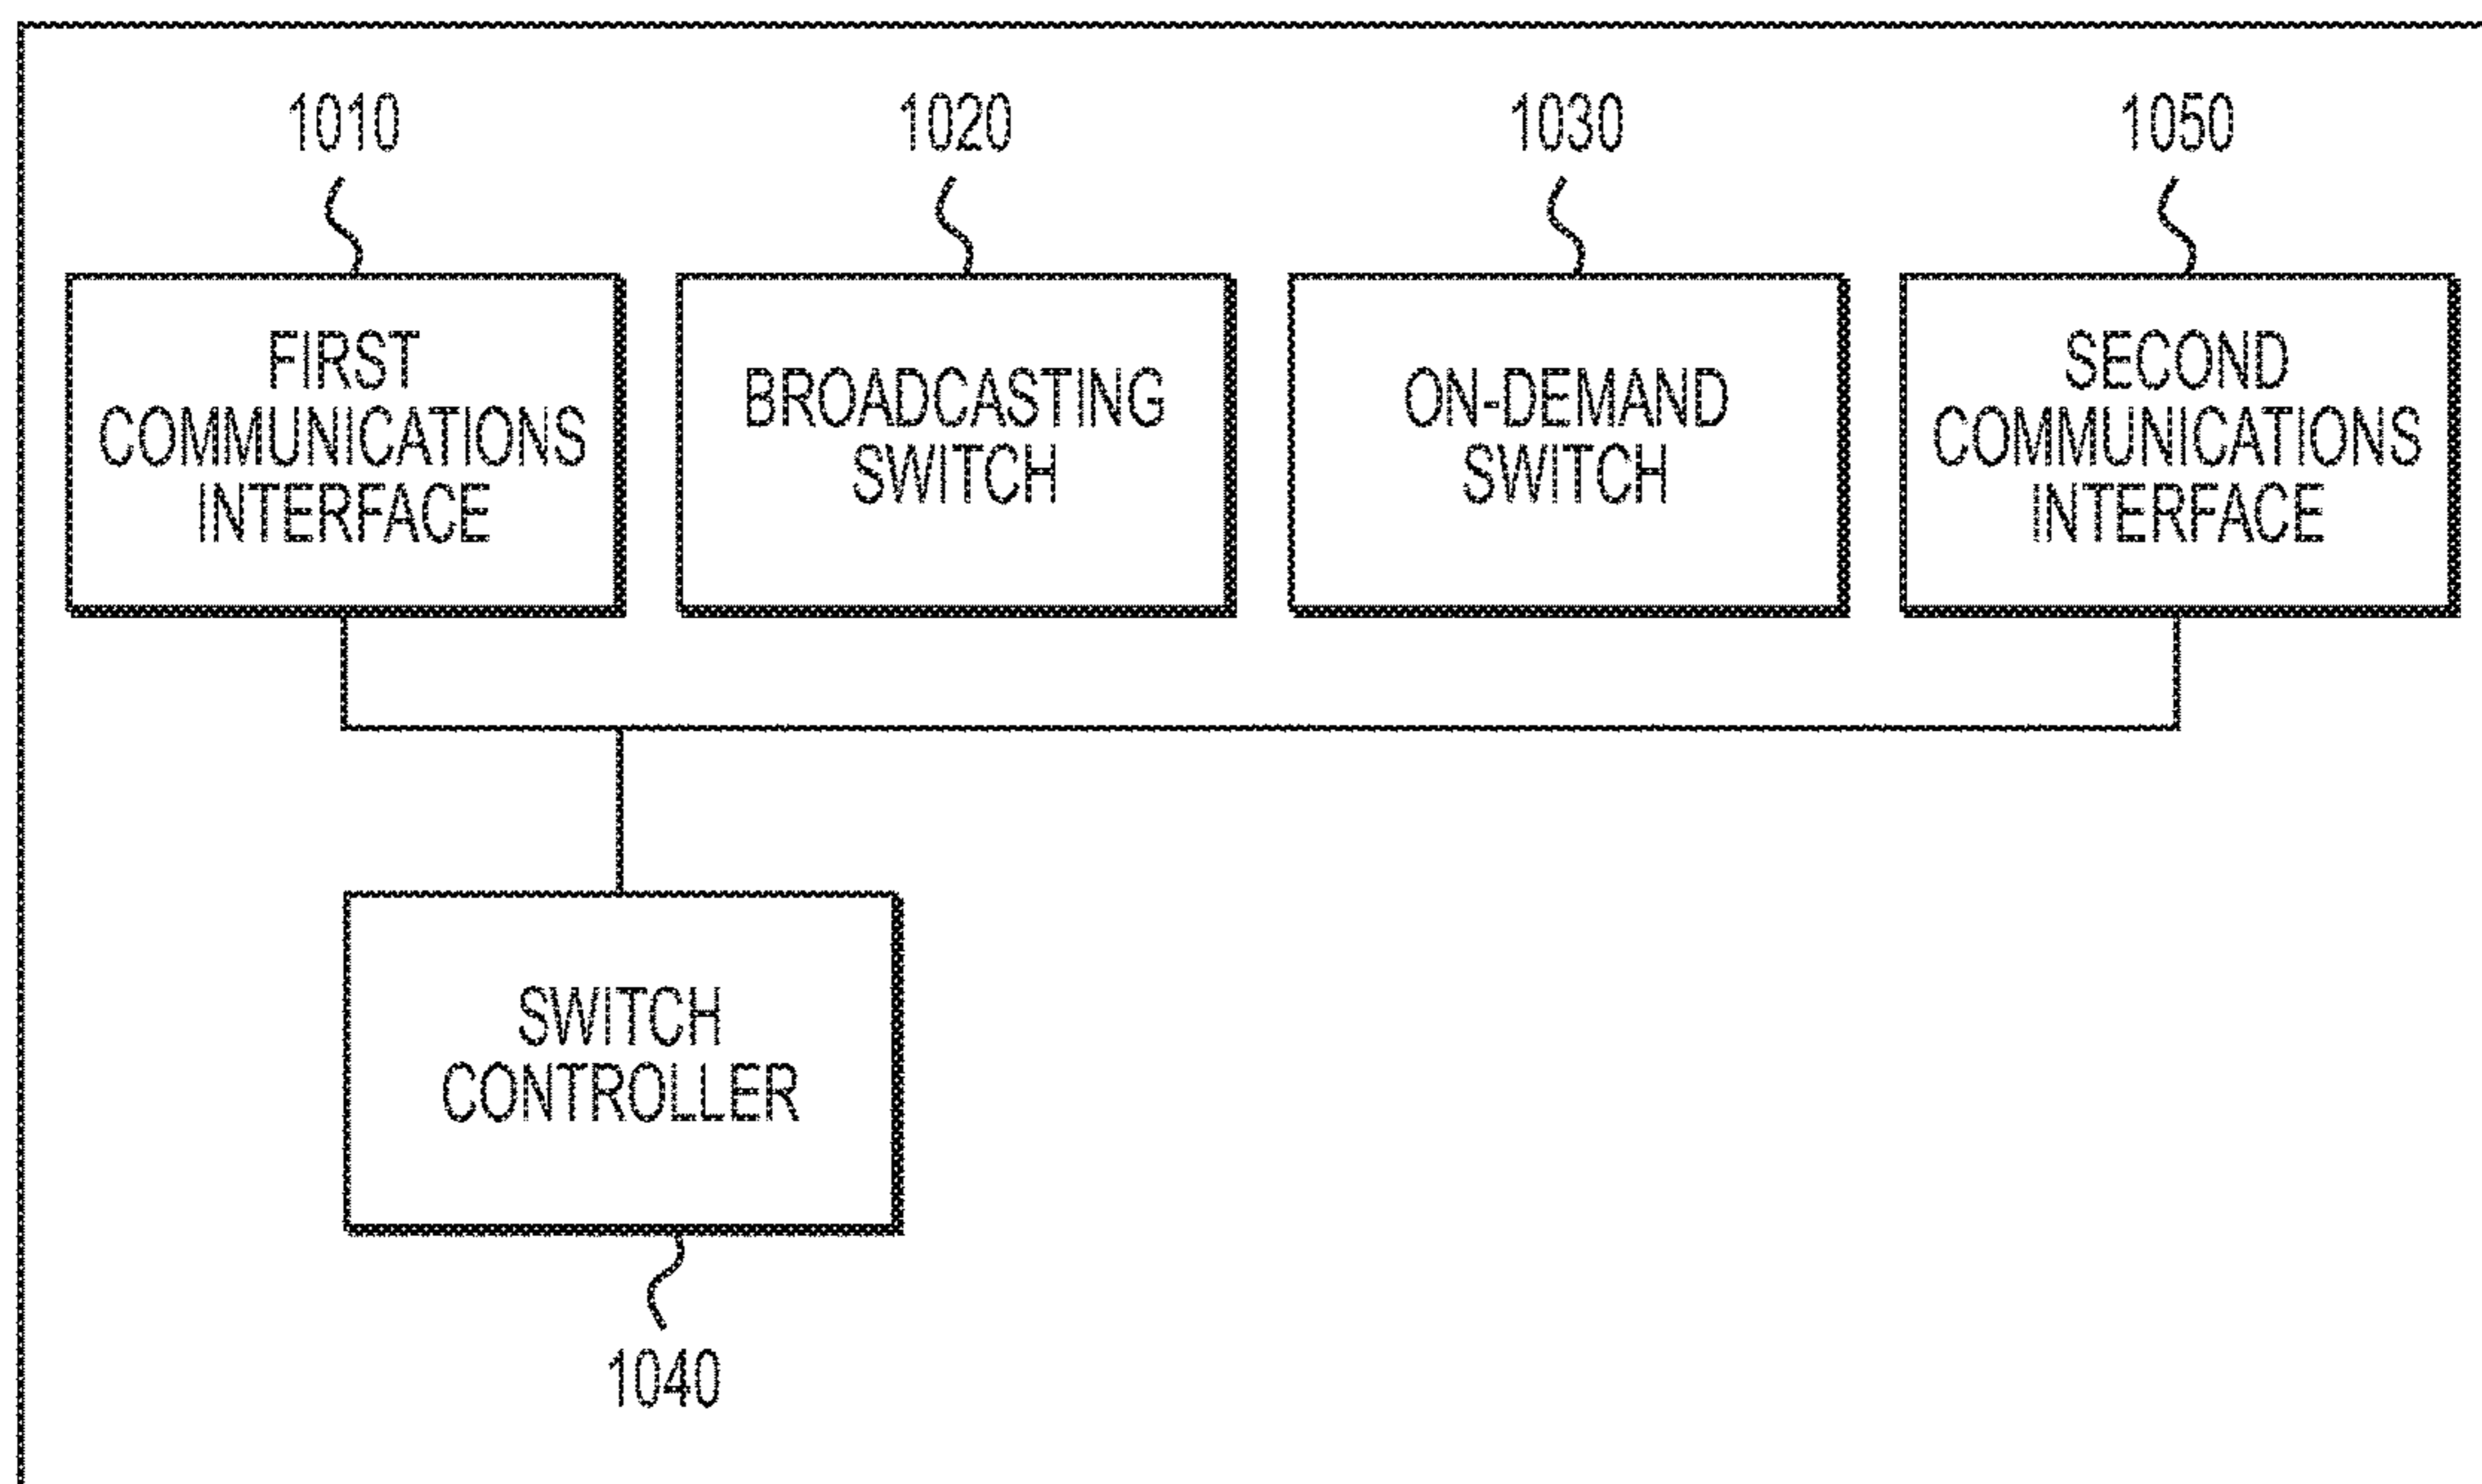 1010
1020
1030
1050
FIRST
COMMUNICATIONS
INTERFACE
BROADCASTING
SWITCH
ON-DEMAND
SWITCH
SECOND
COMMUNICATIONS
INTERFACE
SWITCH
CONTROLLER
1040